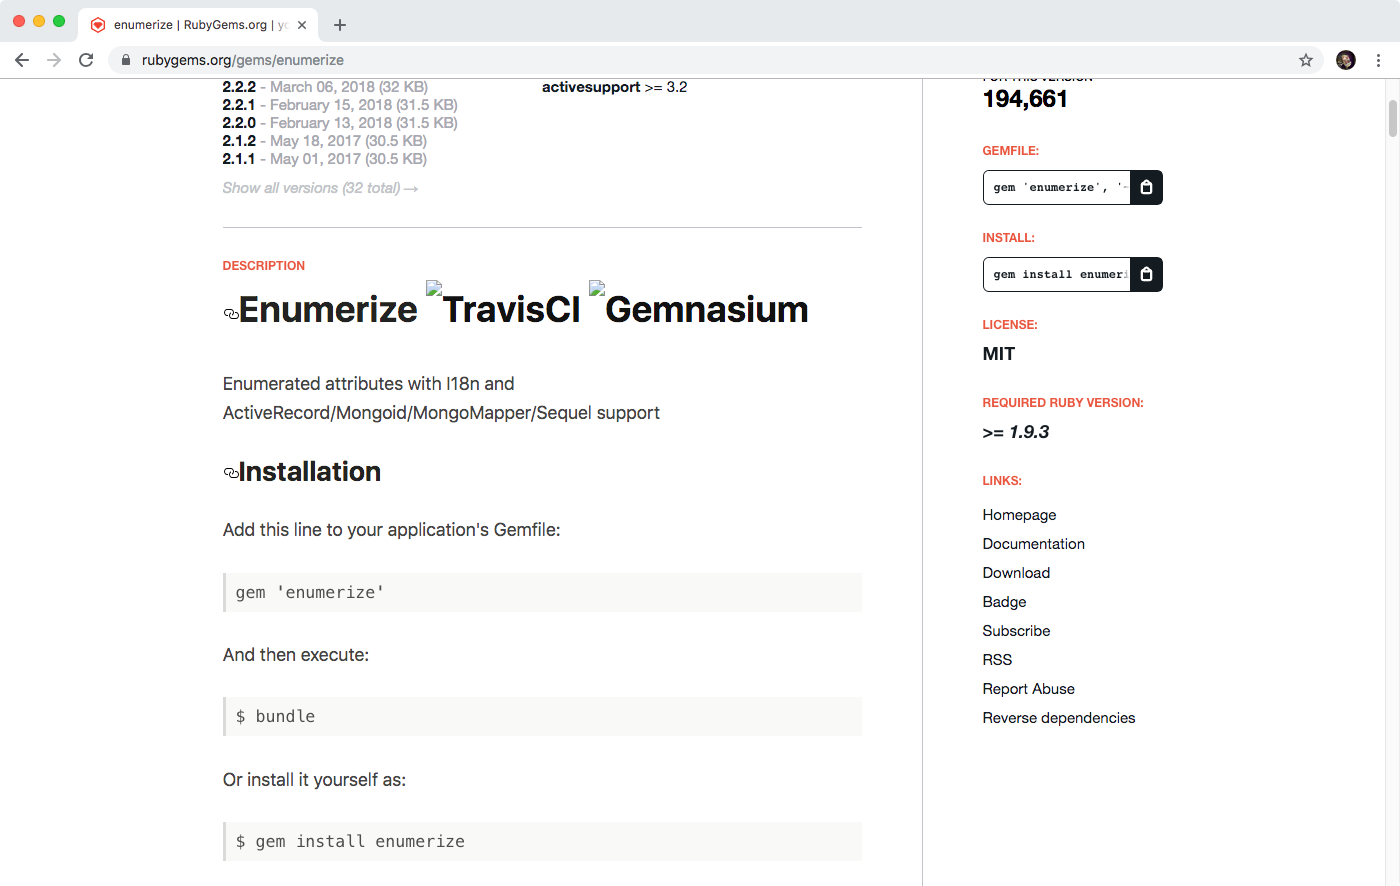 enumerize | RubyGems.org | yo
rubygems.org/gems/enumerize
2.2.2 - March 06, 2018 (32 KB)
2.2.1 - February 15, 2018 (31.5 KB)
2.2.0 - February 13, 2018 (31.5 KB)
2.1.2 - May 18, 2017 (30.5 KB)
2.1.1 - May 01, 2017 (30.5 KB)
Show all versions (32 total) →
activesupport >= 3.2
DESCRIPTION
Enumerize TravisCI Gemnasium
Enumerated attributes with I18n and
ActiveRecord/Mongoid/MongoMapper/Sequel support
Installation
Add this line to your application's Gemfile:
gem 'enumerize'
And then execute:
$ bundle
Or install it yourself as:
$ gem install enumerize
FOR THIS VERSION
194,661
GEMFILE:
gem 'enumerize', '~
INSTALL:
gem install enumeri
LICENSE:
MIT
REQUIRED RUBY VERSION:
>= 1.9.3
LINKS:
Homepage
Documentation
Download
Badge
Subscribe
RSS
Report Abuse
Reverse dependencies